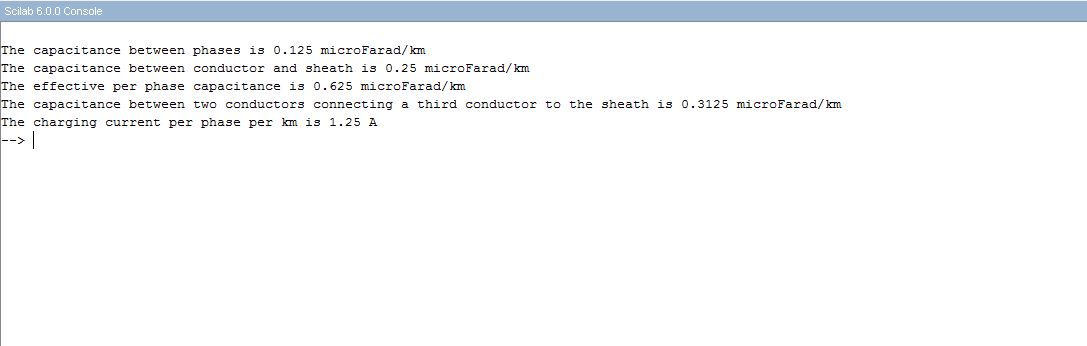 Scilab 6.0.0 Console
The capacitance between phases is 0.125 microFarad/km
The capacitance between conductor and sheath is 0.25 microFarad/km
The effective per phase capacitance is 0.625 microFarad/km
The capacitance between two conductors connecting a third conductor to the sheath is 0.3125 microFarad/km
The charging current per phase per km is 1.25 A
-->